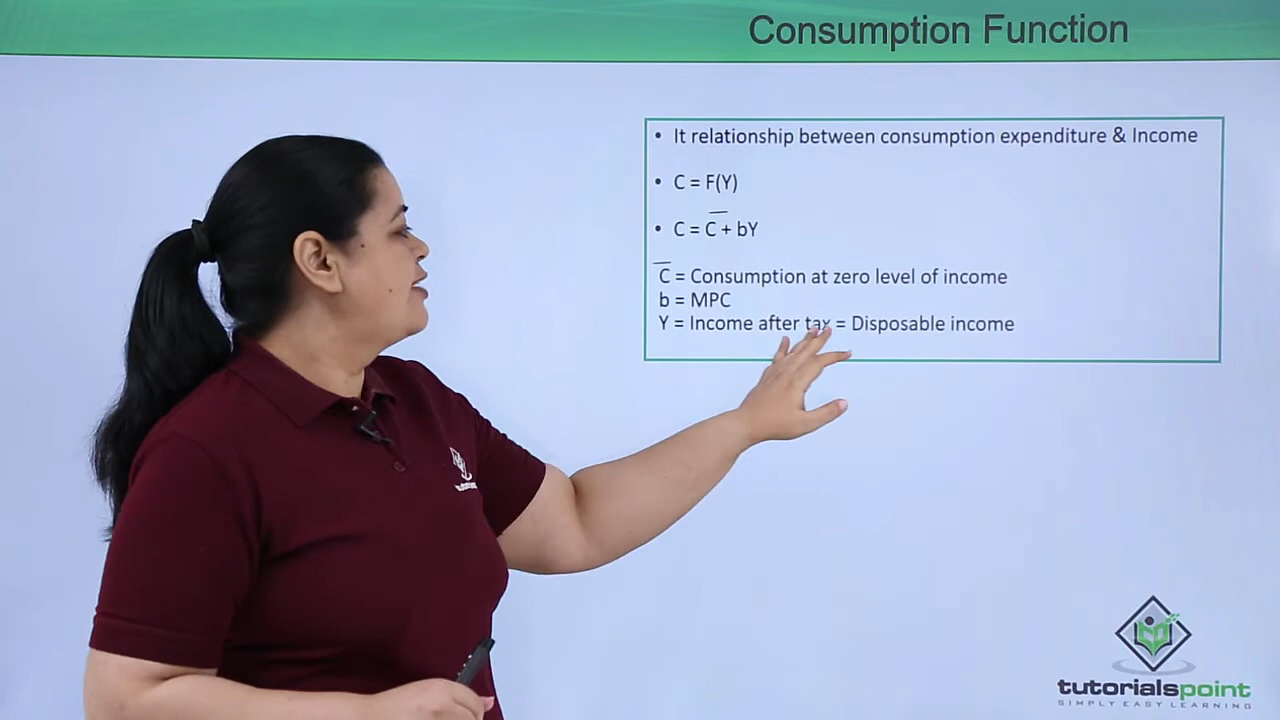 Consumption Function
• It relationship between consumption expenditure & Income
• C = F(Y)
• C = C̅ + bY
C̅ = Consumption at zero level of income
b = MPC
Y = Income after tax = Disposable income
tutorialspoint
SIMPLY EASY LEARNING